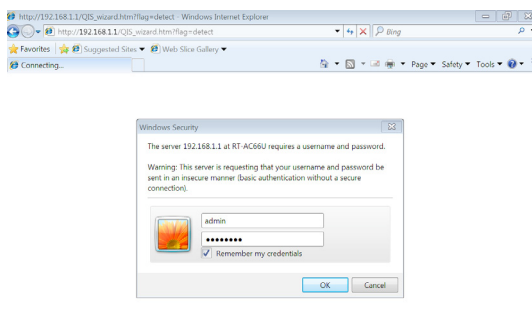 http://192.168.1.1/QIS_wizard.htm?flag=detect - Windows Internet Explorer
http://192.168.1.1/QIS_wizard.htm?flag=detect Bing
Favorites Suggested Sites Web Slice Gallery
Connecting...
Page Safety Tools
Windows Security
The server 192.168.1.1 at RT-AC66U requires a username and password.
Warning: This server is requesting that your username and password be
sent in an insecure manner (basic authentication without a secure
connection).
admin
••••••••
Remember my credentials
OK Cancel